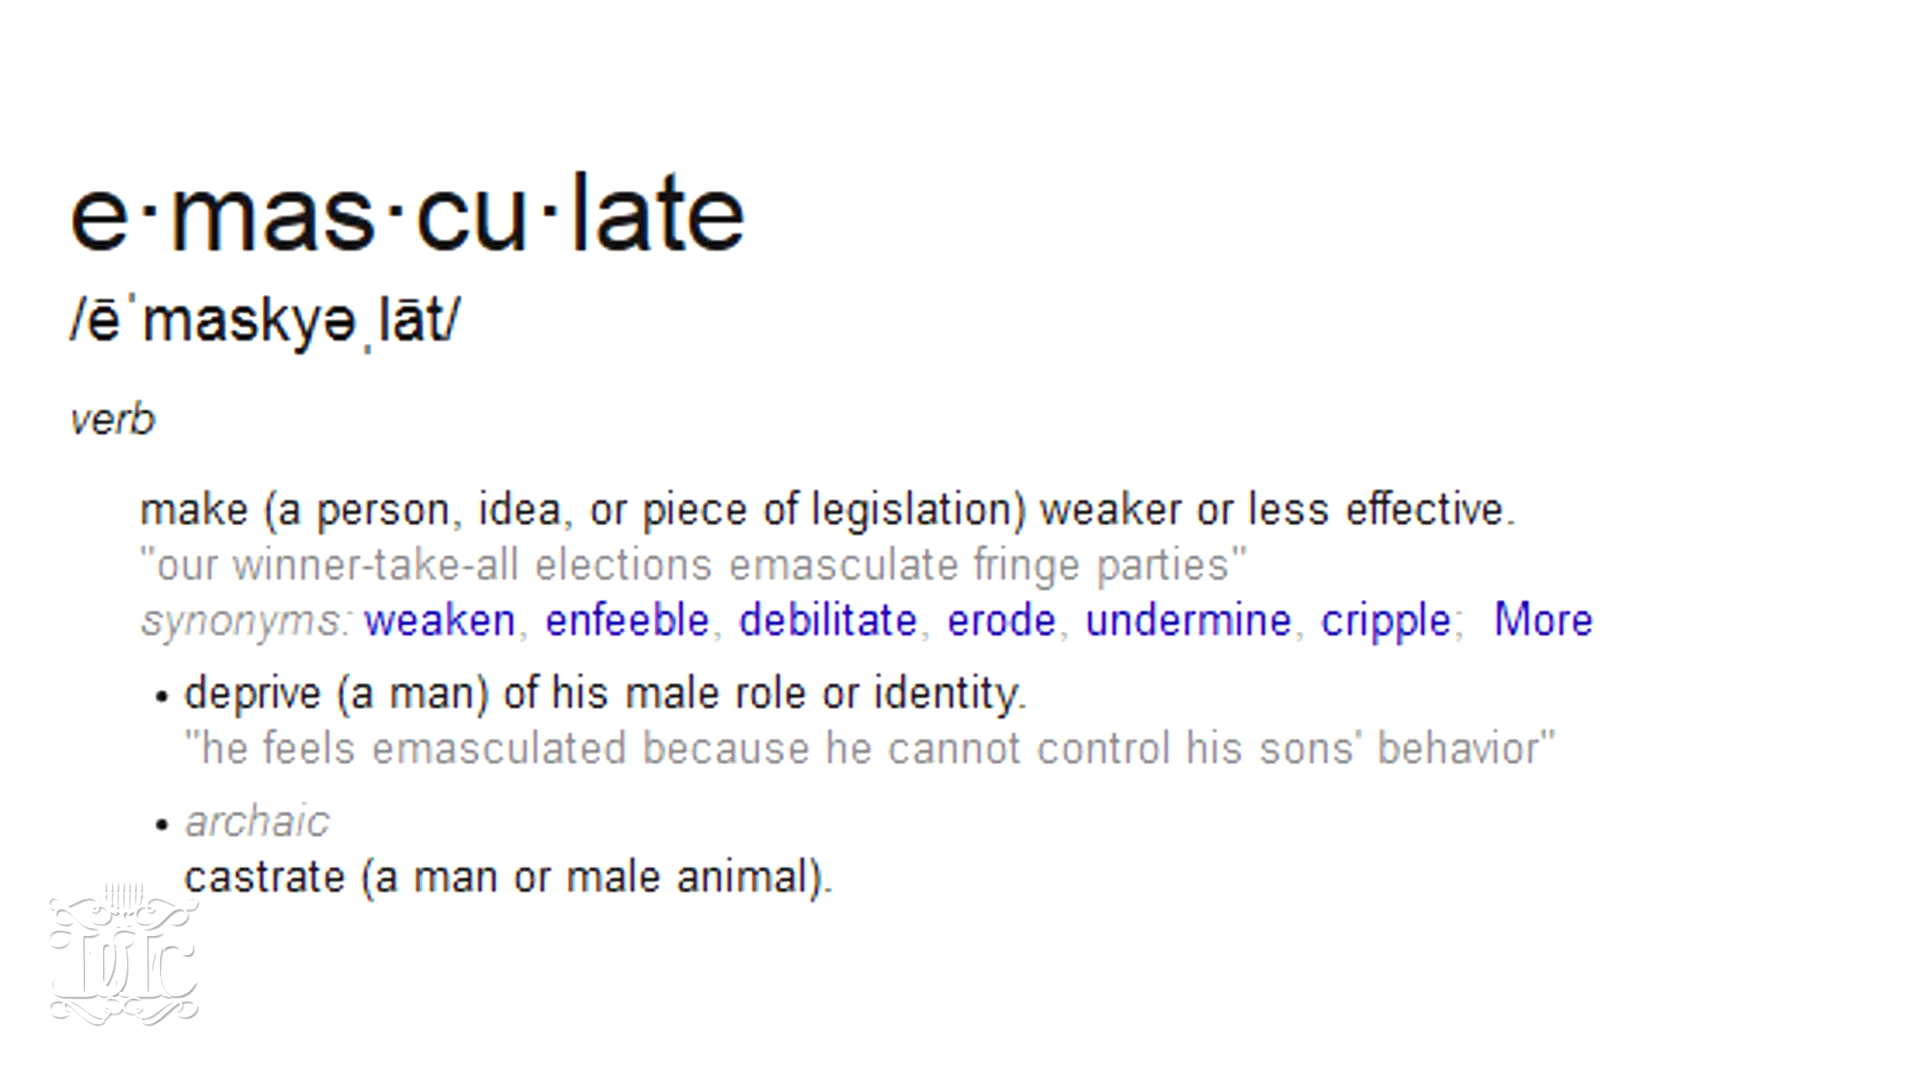 e·mas·cu·late
/ēˈmaskyəˌlāt/
verb
make (a person, idea, or piece of legislation) weaker or less effective.
"our winner-take-all elections emasculate fringe parties"
synonyms: weaken, enfeeble, debilitate, erode, undermine, cripple; More
• deprive (a man) of his male role or identity.
"he feels emasculated because he cannot control his sons' behavior"
• archaic
castrate (a man or male animal).